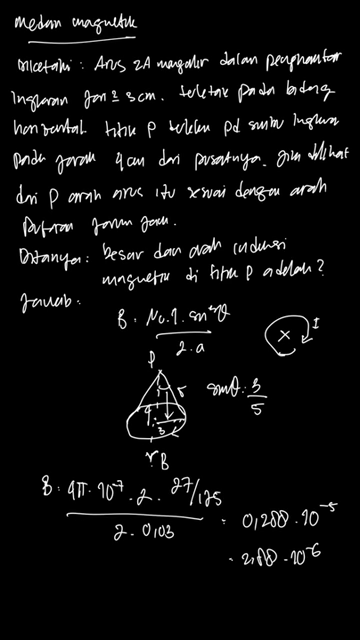 Medan magnetik
Diketahui : Arus 2A mengalir dalam penghantar
lingkaran jari² 3cm. terletak pada bidang
horizontal. titik P terletak pd sumbu lingkaran
pada jarak 4cm dari pusatnya. jika dilihat
dari P arah arus itu sesuai dengan arah
Putaran jarum jam.
Ditanya : besar dan arah induksi
magnetik di titik P adalah?
Jawab :
B : No. I. sin³θ
2. a
× I
P
4 5
3
sinθ : 3
5
B
B : 4π. 10⁻⁷. 2. 27/125
2. 0,03
= 0,288. 10⁻⁵
= 2,88. 10⁻⁶